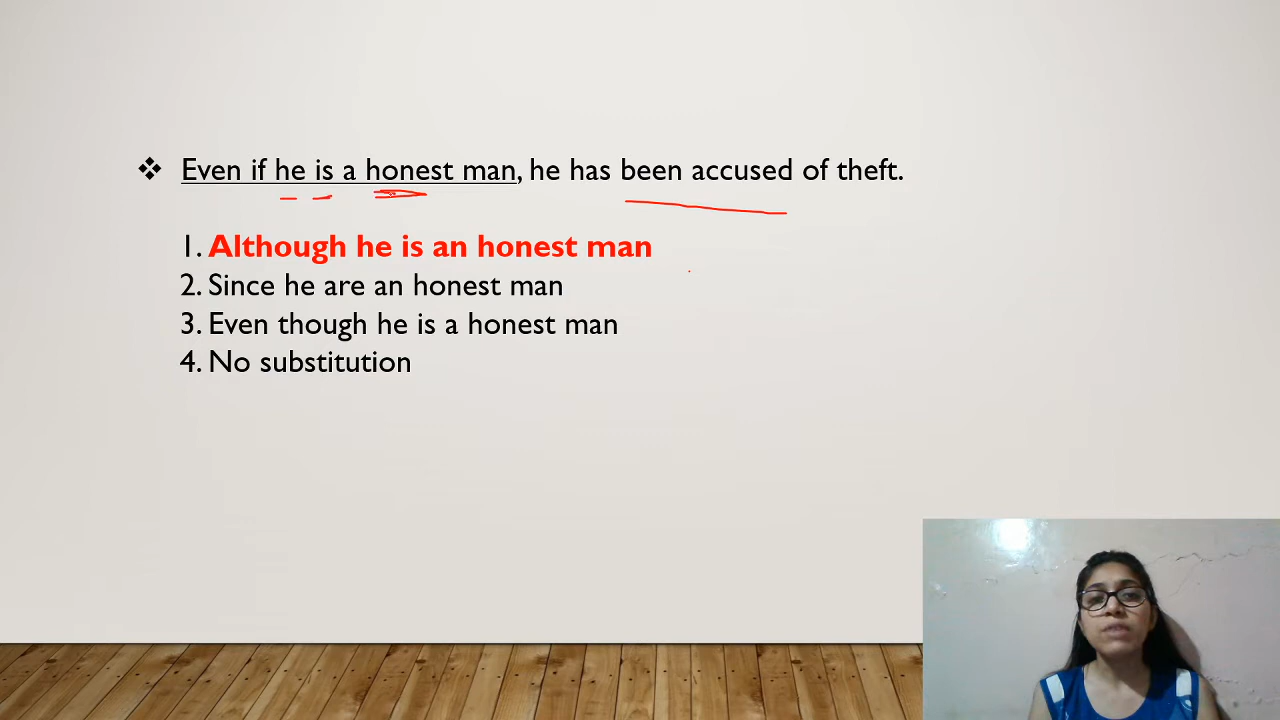 Even if he is a honest man, he has been accused of theft.
1. Although he is an honest man
2. Since he are an honest man
3. Even though he is a honest man
4. No substitution